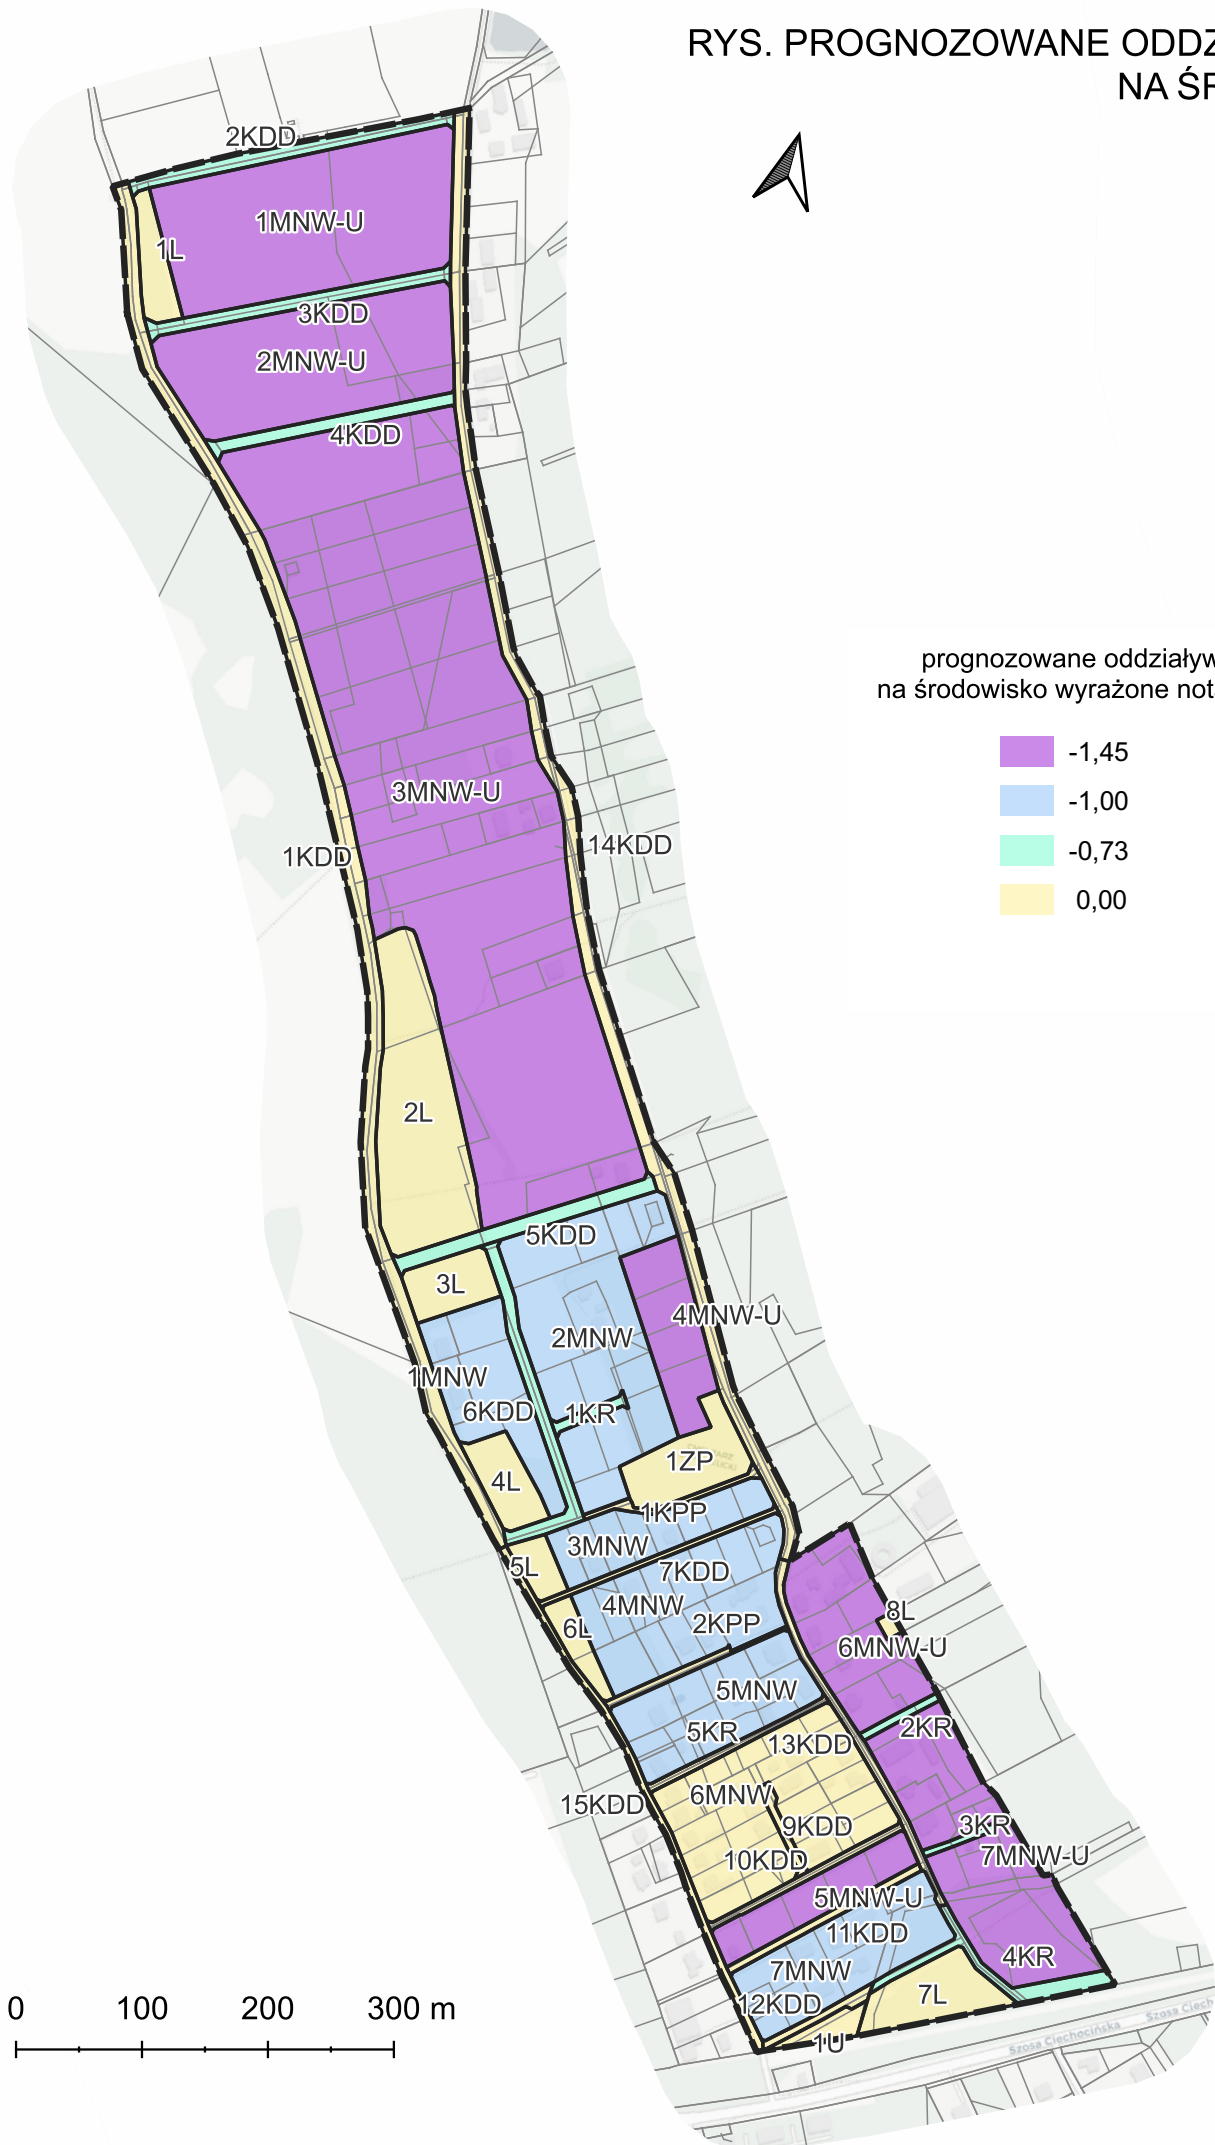 RYS. PROGNOZOWANE ODDZ
NA ŚR
2KDD
1MNW-U
1L
3KDD
2MNW-U
4KDD
prognozowane oddziaływ
na środowisko wyrażone not
-1,45
-1,00
-0,73
0,00
3MNW-U
14KDD
1KDD
2L
5KDD
3L
4MNW-U
2MNW
1MNW
6KDD
1KR
1ZP
4L
1KPP
3MNW
5L
7KDD
4MNW
8L
2KPP
6L
6MNW-U
5MNW
5KR
2KR
13KDD
6MNW
15KDD
9KDD
3KR
7MNW-U
10KDD
5MNW-U
11KDD
4KR
7MNW
7L
12KDD
1U
0 100 200 300 m
Szosa Ciechocińska
Szosa Ciech